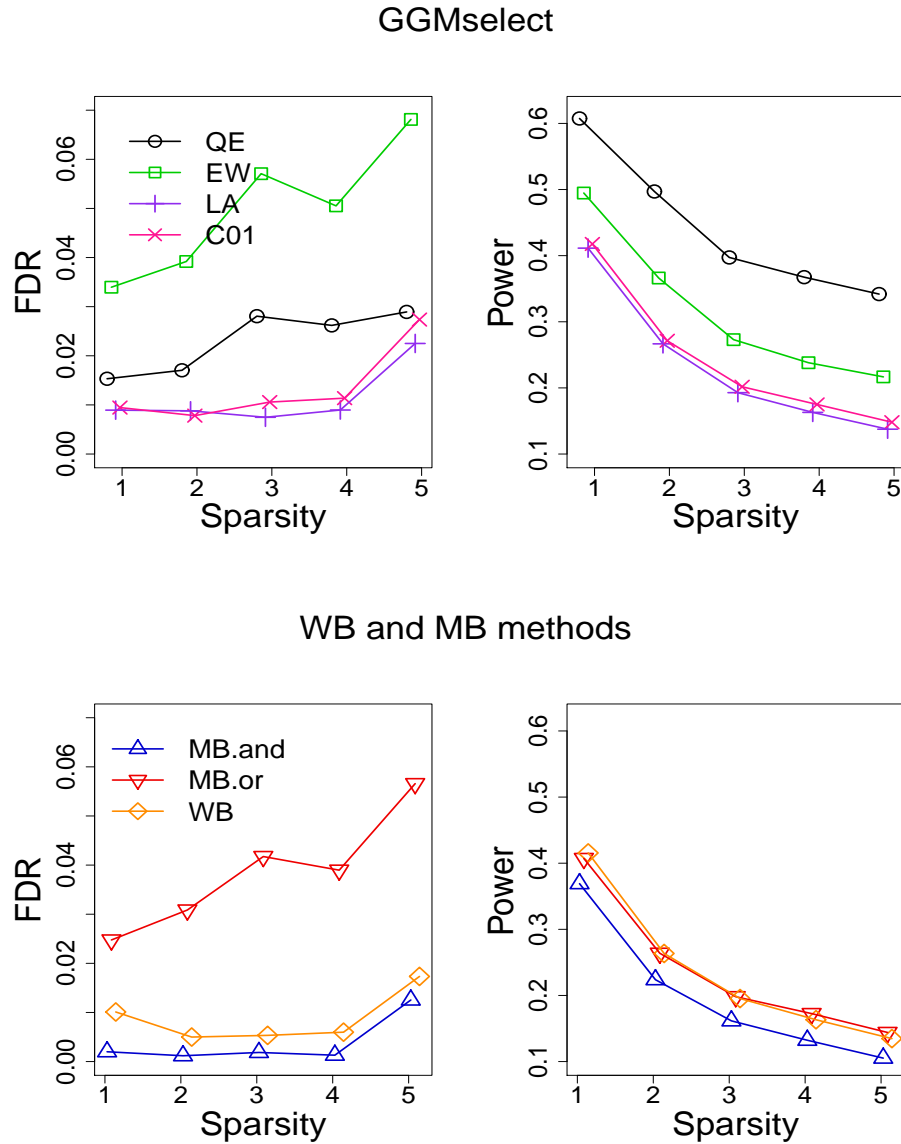 GGMselect
QE
EW
LA
C01
FDR
0.00 0.02 0.04 0.06
1 2 3 4 5
Sparsity
Power
0.1 0.2 0.3 0.4 0.5 0.6
1 2 3 4 5
Sparsity
WB and MB methods
MB.and
MB.or
WB
FDR
0.00 0.02 0.04 0.06
1 2 3 4 5
Sparsity
Power
0.1 0.2 0.3 0.4 0.5 0.6
1 2 3 4 5
Sparsity